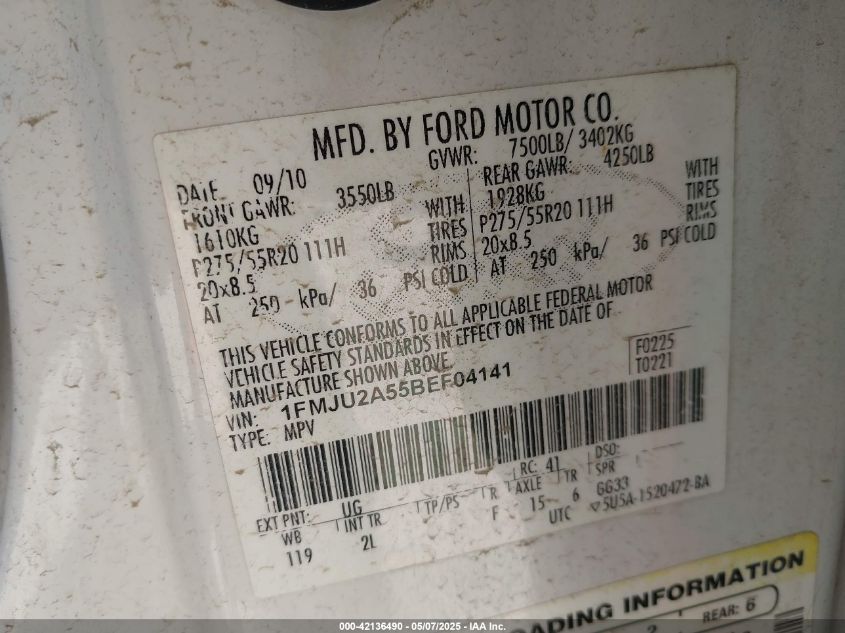 MFD. BY FORD MOTOR CO.
DATE 09/10 GVWR: 7500LB/ 3402KG
FRONT GAWR: 3550LB REAR GAWR: 4250LB
1610KG WITH 1928KG WITH
P275/55R20 111H TIRES P275/55R20 111H TIRES
20x8.5 RIMS 20x8.5 RIMS
AT 250 kPa/ 36 PSI COLD AT 250 kPa/ 36 PSI COLD
THIS VEHICLE CONFORMS TO ALL APPLICABLE FEDERAL MOTOR
VEHICLE SAFETY STANDARDS IN EFFECT ON THE DATE OF
MANUFACTURE SHOWN ABOVE.
VIN: 1FMJU2A55BEF04141
TYPE: MPV
F0225
T0221
EXT PNT: UG RC: 41 DSO:
WB INT TR TP/PS R AXLE TR SPR
119 2L F 15 6 GG33
UTC ▽5U5A-1520472-BA
LOADING INFORMATION
2 REAR: 6
000-42136490 - 05/07/2025 - IAA Inc.